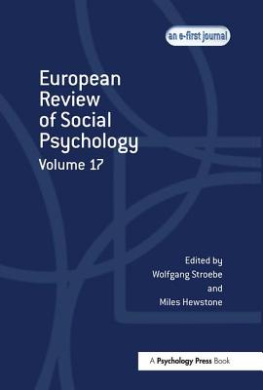 an e-first journal
European
Review
of Social
Psychology
Volume 17
Edited by
Wolfgang Stroebe
and
Miles Hewstone
A Psychology Press Book